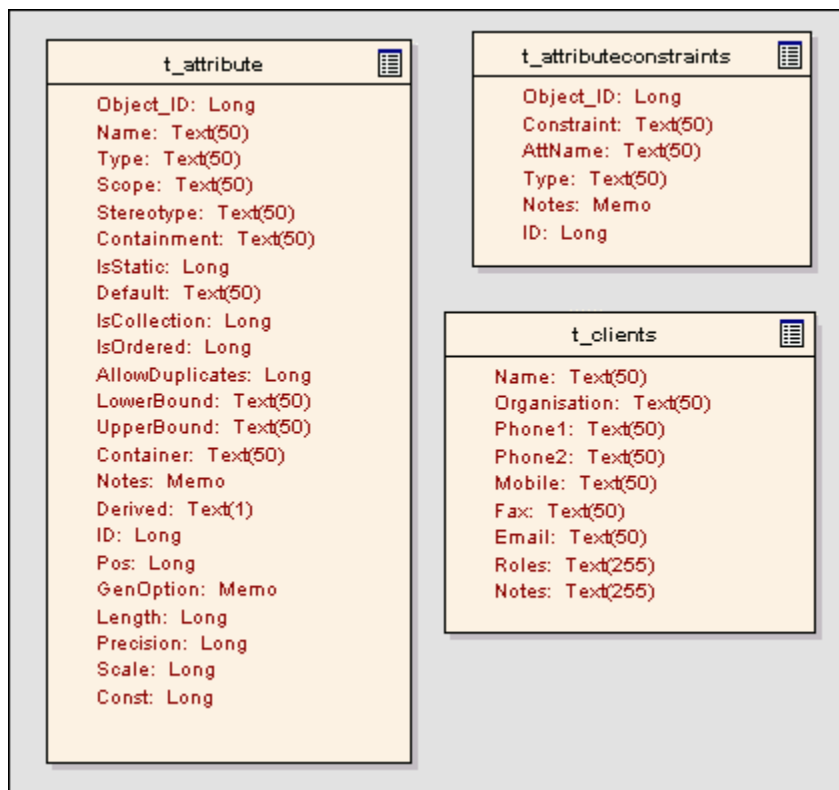 t_attribute
Object_ID: Long
Name: Text(50)
Type: Text(50)
Scope: Text(50)
Stereotype: Text(50)
Containment: Text(50)
IsStatic: Long
Default: Text(50)
IsCollection: Long
IsOrdered: Long
AllowDuplicates: Long
LowerBound: Text(50)
UpperBound: Text(50)
Container: Text(50)
Notes: Memo
Derived: Text(1)
ID: Long
Pos: Long
GenOption: Memo
Length: Long
Precision: Long
Scale: Long
Const: Long
t_attributeconstraints
Object_ID: Long
Constraint: Text(50)
AttName: Text(50)
Type: Text(50)
Notes: Memo
ID: Long
t_clients
Name: Text(50)
Organisation: Text(50)
Phone1: Text(50)
Phone2: Text(50)
Mobile: Text(50)
Fax: Text(50)
Email: Text(50)
Roles: Text(255)
Notes: Text(255)